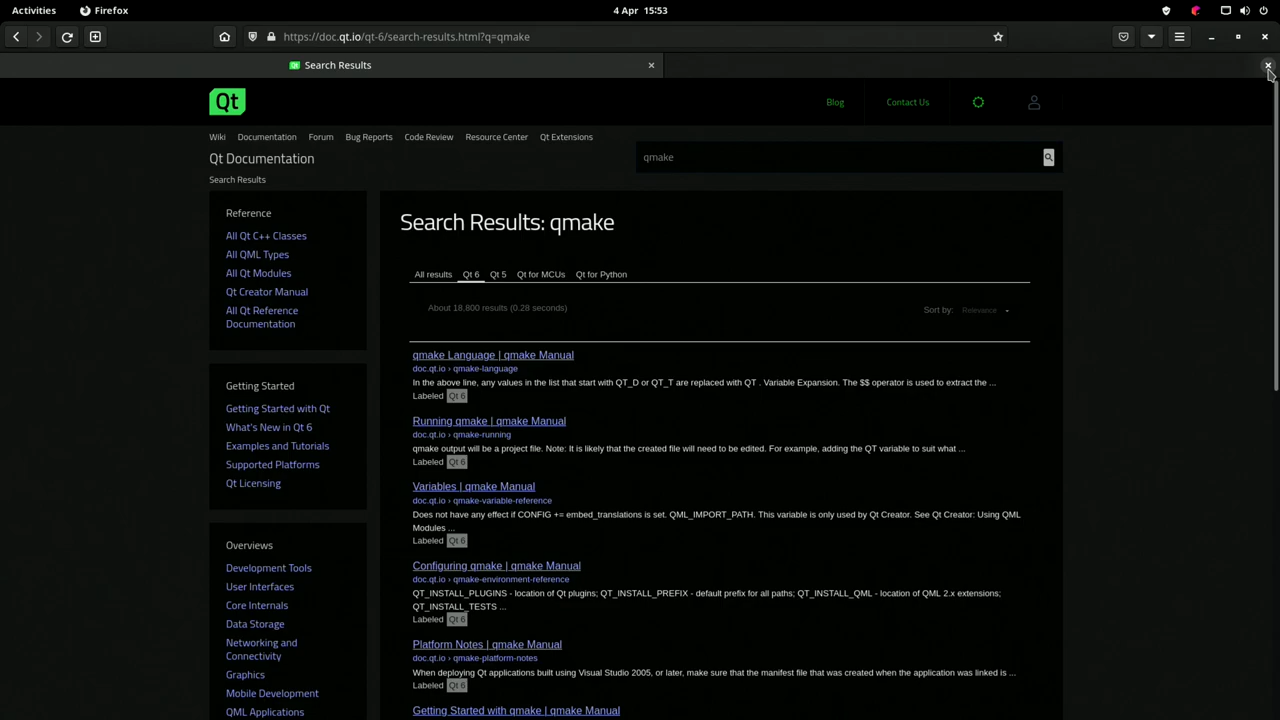 Activities
Firefox
4 Apr 15:53
https://doc.qt.io/qt-6/search-results.html?q=qmake
Search Results
Qt
Blog
Contact Us
Wiki
Documentation
Forum
Bug Reports
Code Review
Resource Center
Qt Extensions
Qt Documentation
qmake
Search Results
Reference
All Qt C++ Classes
All QML Types
All Qt Modules
Qt Creator Manual
All Qt Reference
Documentation
Getting Started
Getting Started with Qt
What's New in Qt 6
Examples and Tutorials
Supported Platforms
Qt Licensing
Overviews
Development Tools
User Interfaces
Core Internals
Data Storage
Networking and
Connectivity
Graphics
Mobile Development
QML Applications
Search Results: qmake
All results
Qt 6
Qt 5
Qt for MCUs
Qt for Python
About 18,800 results (0.28 seconds)
Sort by:
Relevance
qmake Language | qmake Manual
doc.qt.io › qmake-language
In the above line, any values in the list that start with QT_D or QT_T are replaced with QT . Variable Expansion. The $$ operator is used to extract the ...
Labeled Qt 6
Running qmake | qmake Manual
doc.qt.io › qmake-running
qmake output will be a project file. Note: It is likely that the created file will need to be edited. For example, adding the QT variable to suit what ...
Labeled Qt 6
Variables | qmake Manual
doc.qt.io › qmake-variable-reference
Does not have any effect if CONFIG += embed_translations is set. QML_IMPORT_PATH. This variable is only used by Qt Creator. See Qt Creator: Using QML
Modules ...
Labeled Qt 6
Configuring qmake | qmake Manual
doc.qt.io › qmake-environment-reference
QT_INSTALL_PLUGINS - location of Qt plugins; QT_INSTALL_PREFIX - default prefix for all paths; QT_INSTALL_QML - location of QML 2.x extensions;
QT_INSTALL_TESTS ...
Labeled Qt 6
Platform Notes | qmake Manual
doc.qt.io › qmake-platform-notes
When deploying Qt applications built using Visual Studio 2005, or later, make sure that the manifest file that was created when the application was linked is ...
Labeled Qt 6
Getting Started with qmake | qmake Manual